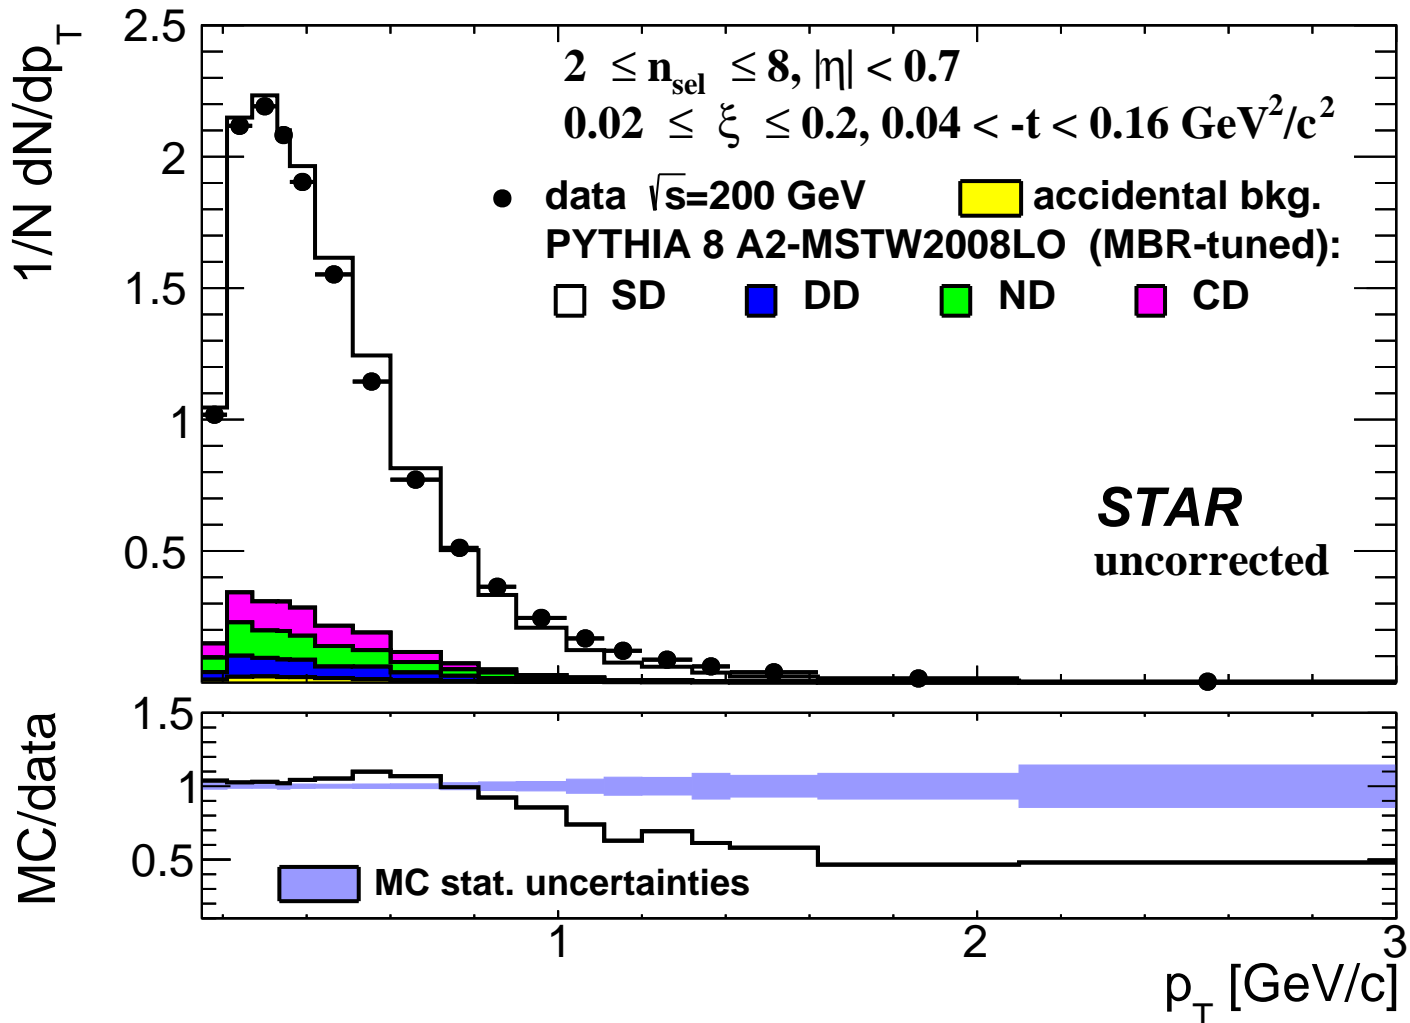 1/N dN/dp_T
2.5
2
1.5
1
0.5
2 ≤ n_sel ≤ 8, |η| < 0.7
0.02 ≤ ξ ≤ 0.2, 0.04 < -t < 0.16 GeV²/c²
data √s=200 GeV accidental bkg.
PYTHIA 8 A2-MSTW2008LO (MBR-tuned):
SD DD ND CD
STAR
uncorrected
MC/data
1.5
1
0.5
MC stat. uncertainties
1 2 3
p_T [GeV/c]